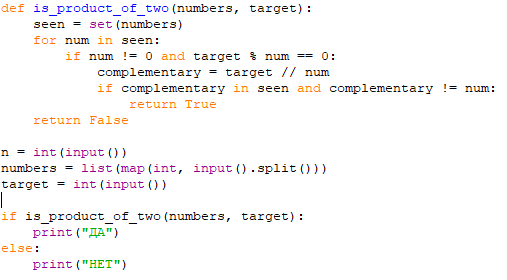 def is_product_of_two(numbers, target):
    seen = set(numbers)
    for num in seen:
        if num != 0 and target % num == 0:
            complementary = target // num
            if complementary in seen and complementary != num:
                return True
    return False

n = int(input())
numbers = list(map(int, input().split()))
target = int(input())

if is_product_of_two(numbers, target):
    print("ДА")
else:
    print("НЕТ")